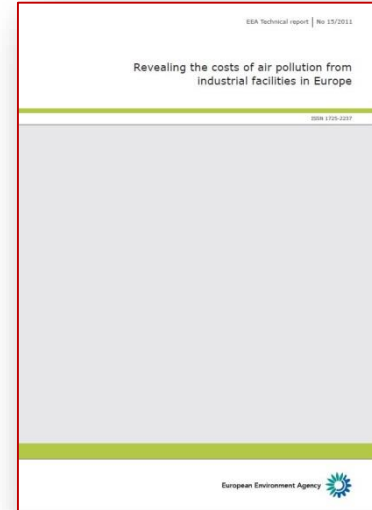 EEA Technical report | No 15/2011
Revealing the costs of air pollution from
industrial facilities in Europe
ISSN 1725-2237
European Environment Agency